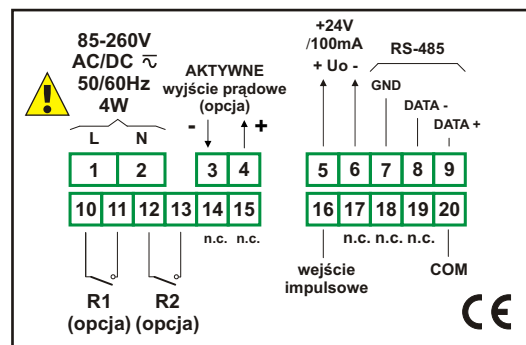 85-260V
AC/DC
50/60Hz
4W
L N
AKTYWNE
wyjście prądowe
(opcja)
- +
+24V
/100mA
+ Uo -
RS-485
GND
DATA -
DATA +
1 2 3 4 5 6 7 8 9
10 11 12 13 14 15 16 17 18 19 20
n.c. n.c. n.c. n.c. n.c.
R1 R2
(opcja) (opcja)
wejście
impulsowe
COM
CE